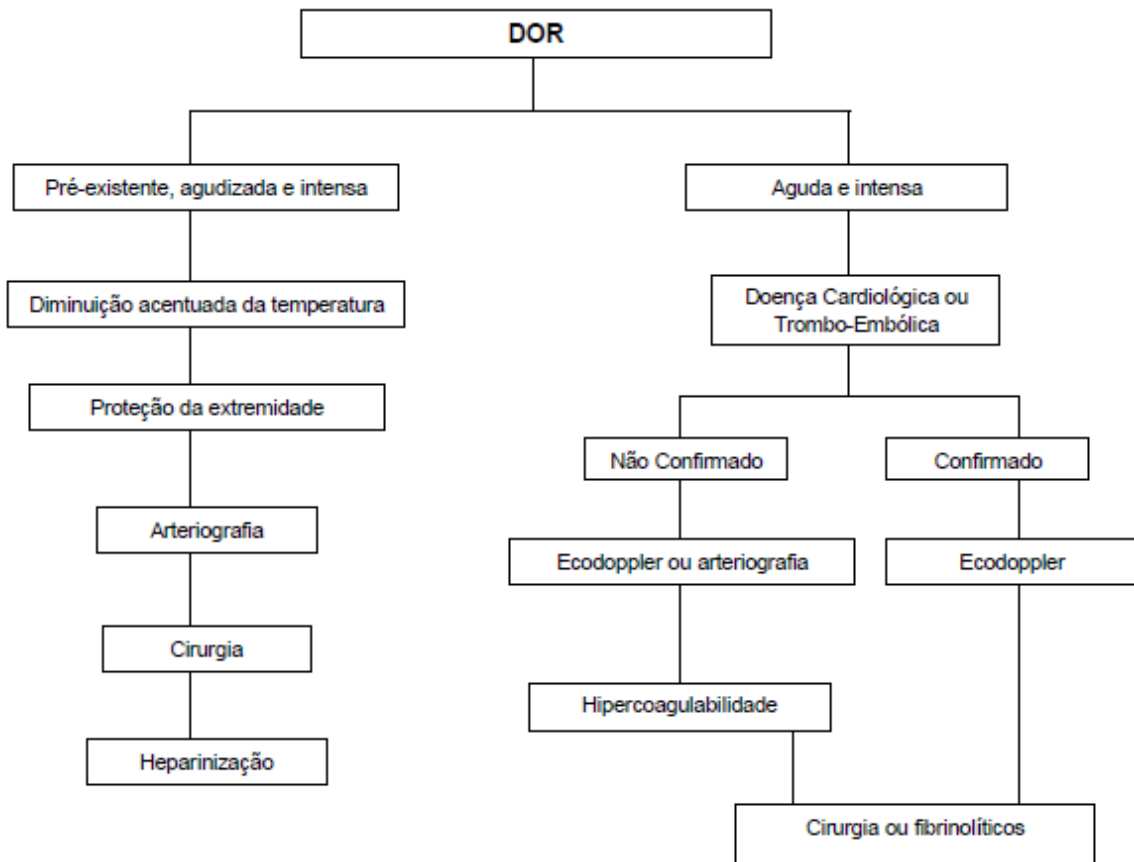 DOR
Pré-existente, agudizada e intensa
Aguda e intensa
Diminuição acentuada da temperatura
Doença Cardiológica ou
Trombo-Embólica
Proteção da extremidade
Não Confirmado
Confirmado
Arteriografia
Ecodoppler ou arteriografia
Ecodoppler
Cirurgia
Hipercoagulabilidade
Heparinização
Cirurgia ou fibrinolíticos